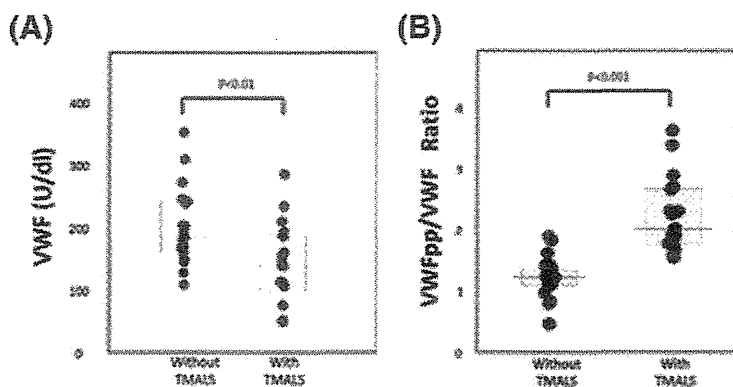 (A)
P<0.01
400
300
200
100
0
VWF (U/dl)
Without
TMALS
With
TMALS
(B)
P<0.001
4
3
2
1
0
VWFpp/VWF Ratio
Without
TMALS
With
TMALS